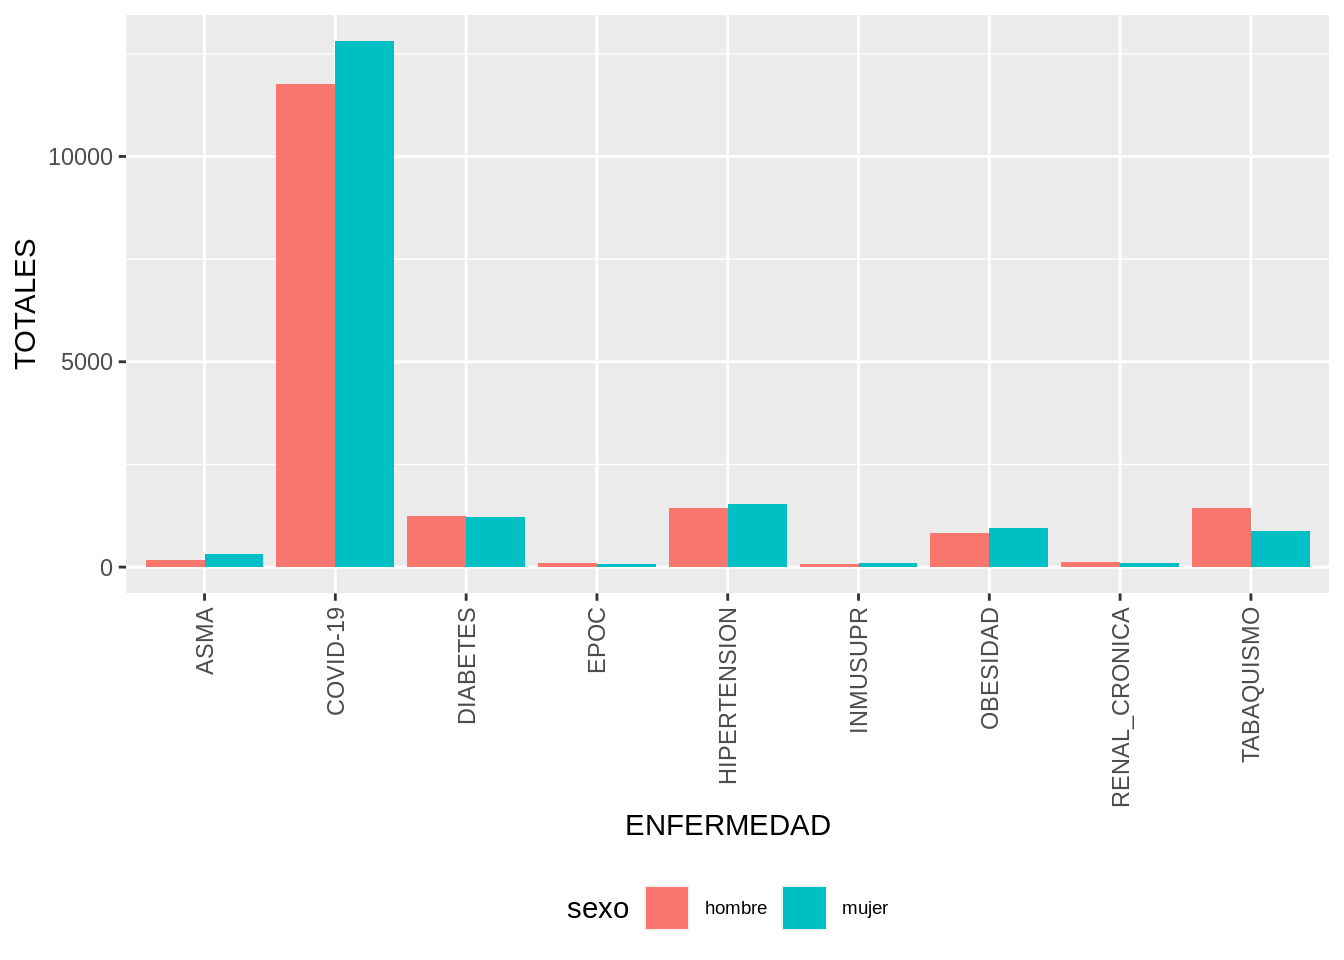 TOTALES
10000
5000
0
ASMA
COVID-19
DIABETES
EPOC
HIPERTENSION
INMUSUPR
OBESIDAD
RENAL_CRONICA
TABAQUISMO
ENFERMEDAD
sexo hombre mujer